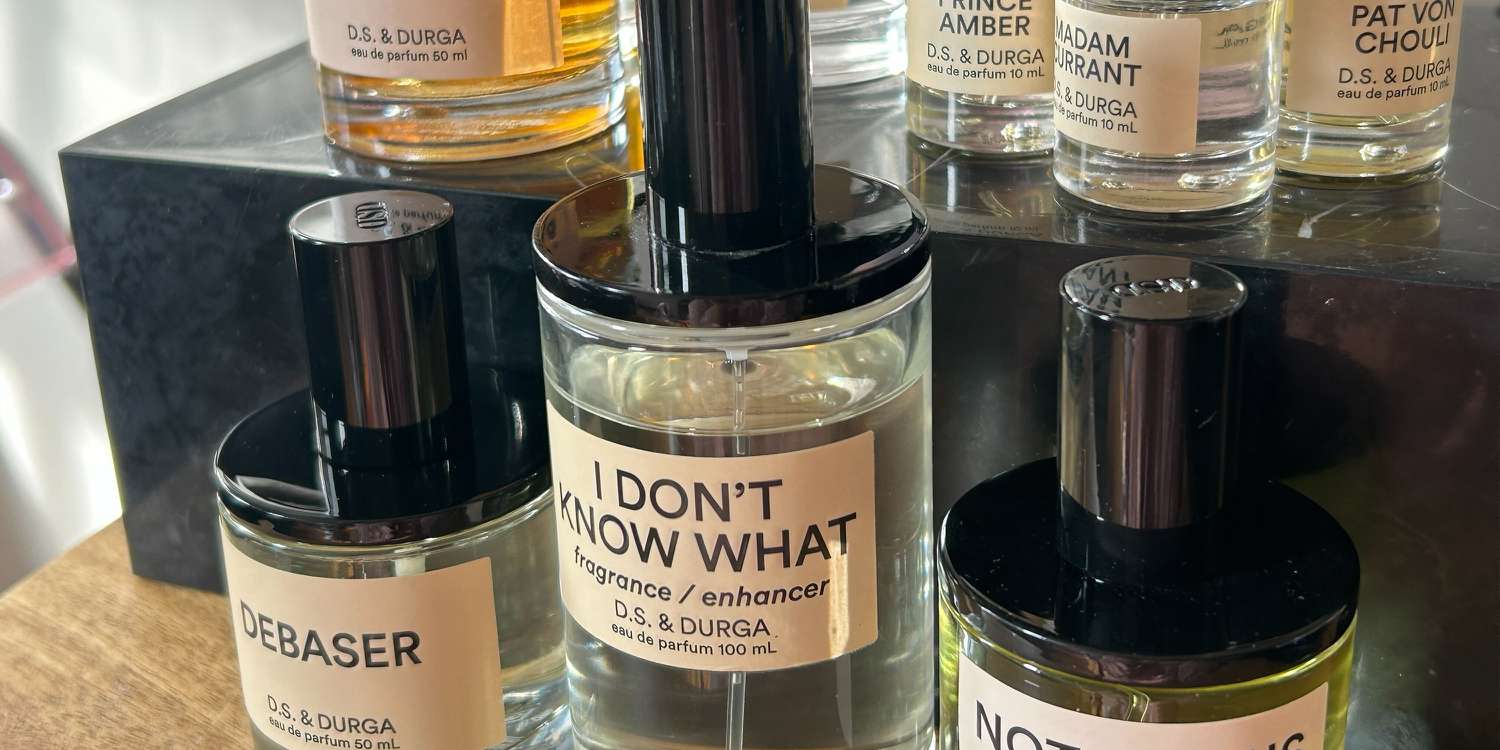 D.S. & DURGA
eau de parfum 50 ml
PRINCE
AMBER
D.S. & DURGA
eau de parfum 10 mL
MADAM
CURRANT
D.S. & DURGA
eau de parfum 10 mL
PAT VON
CHOULI
D.S. & DURGA
eau de parfum 10 mL
I DON'T
KNOW WHAT
fragrance / enhancer
D.S. & DURGA
eau de parfum 100 mL
DEBASER
D.S. & DURGA
eau de parfum 50 mL